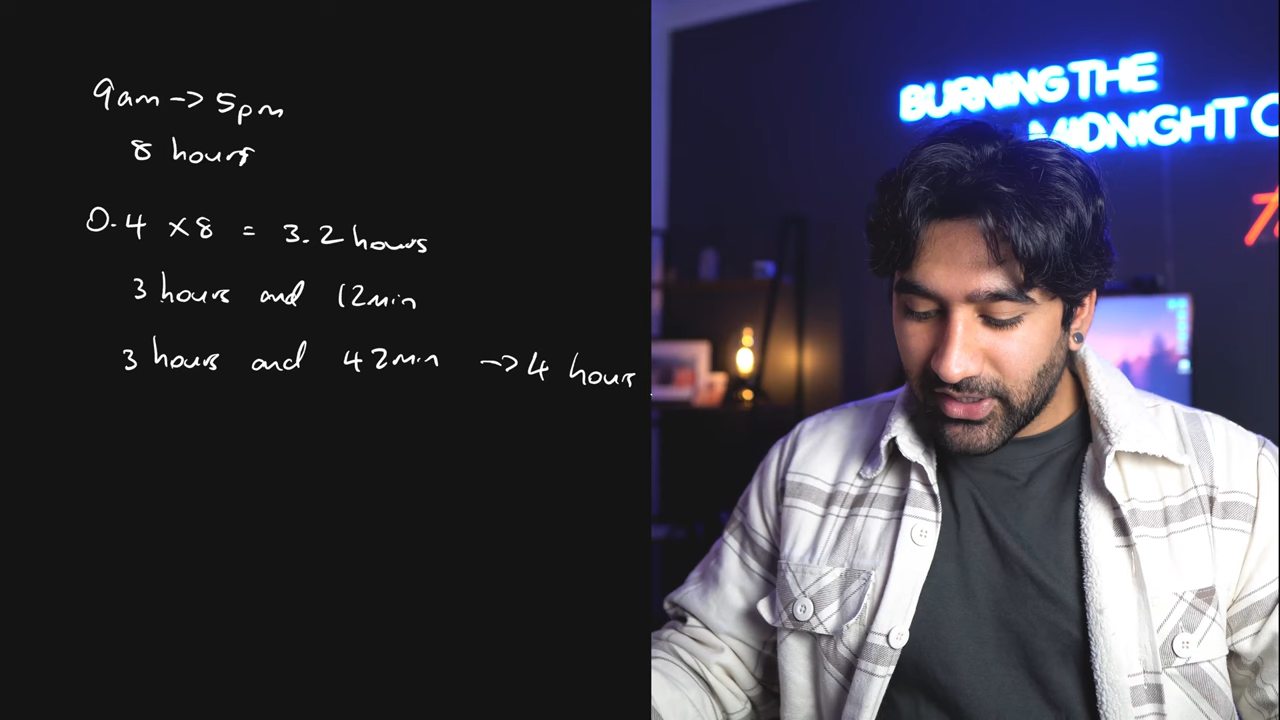 9am -> 5pm
8 hours
0.4 × 8 = 3.2 hours
3 hours and 12min
3 hours and 42min -> 4 hours
BURNING THE
MIDNIGHT